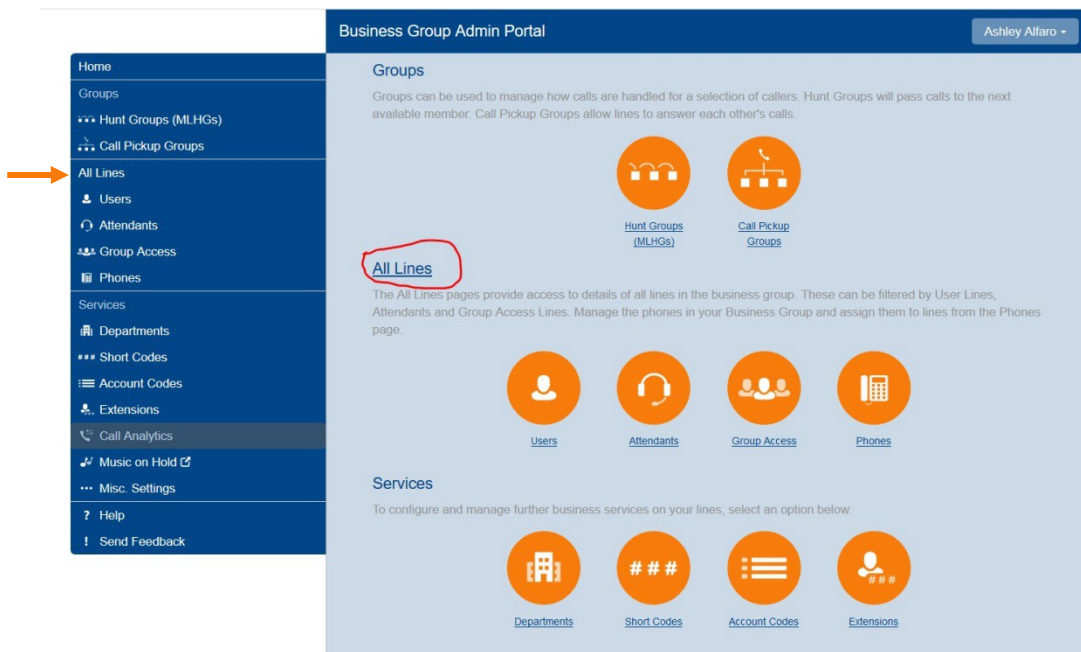 Business Group Admin Portal
Ashley Alfaro
Home
Groups
Hunt Groups (MLHGs)
Call Pickup Groups
All Lines
Users
Attendants
Group Access
Phones
Services
Departments
### Short Codes
Account Codes
Extensions
Call Analytics
Music on Hold
... Misc. Settings
? Help
! Send Feedback
Groups
Groups can be used to manage how calls are handled for a selection of callers. Hunt Groups will pass calls to the next
available member. Call Pickup Groups allow lines to answer each other's calls.
Hunt Groups
(MLHGs)
Call Pickup
Groups
All Lines
The All Lines pages provide access to details of all lines in the business group. These can be filtered by User Lines,
Attendants and Group Access Lines. Manage the phones in your Business Group and assign them to lines from the Phones
page.
Users
Attendants
Group Access
Phones
Services
To configure and manage further business services on your lines, select an option below.
# # #
# # #
Departments
Short Codes
Account Codes
Extensions